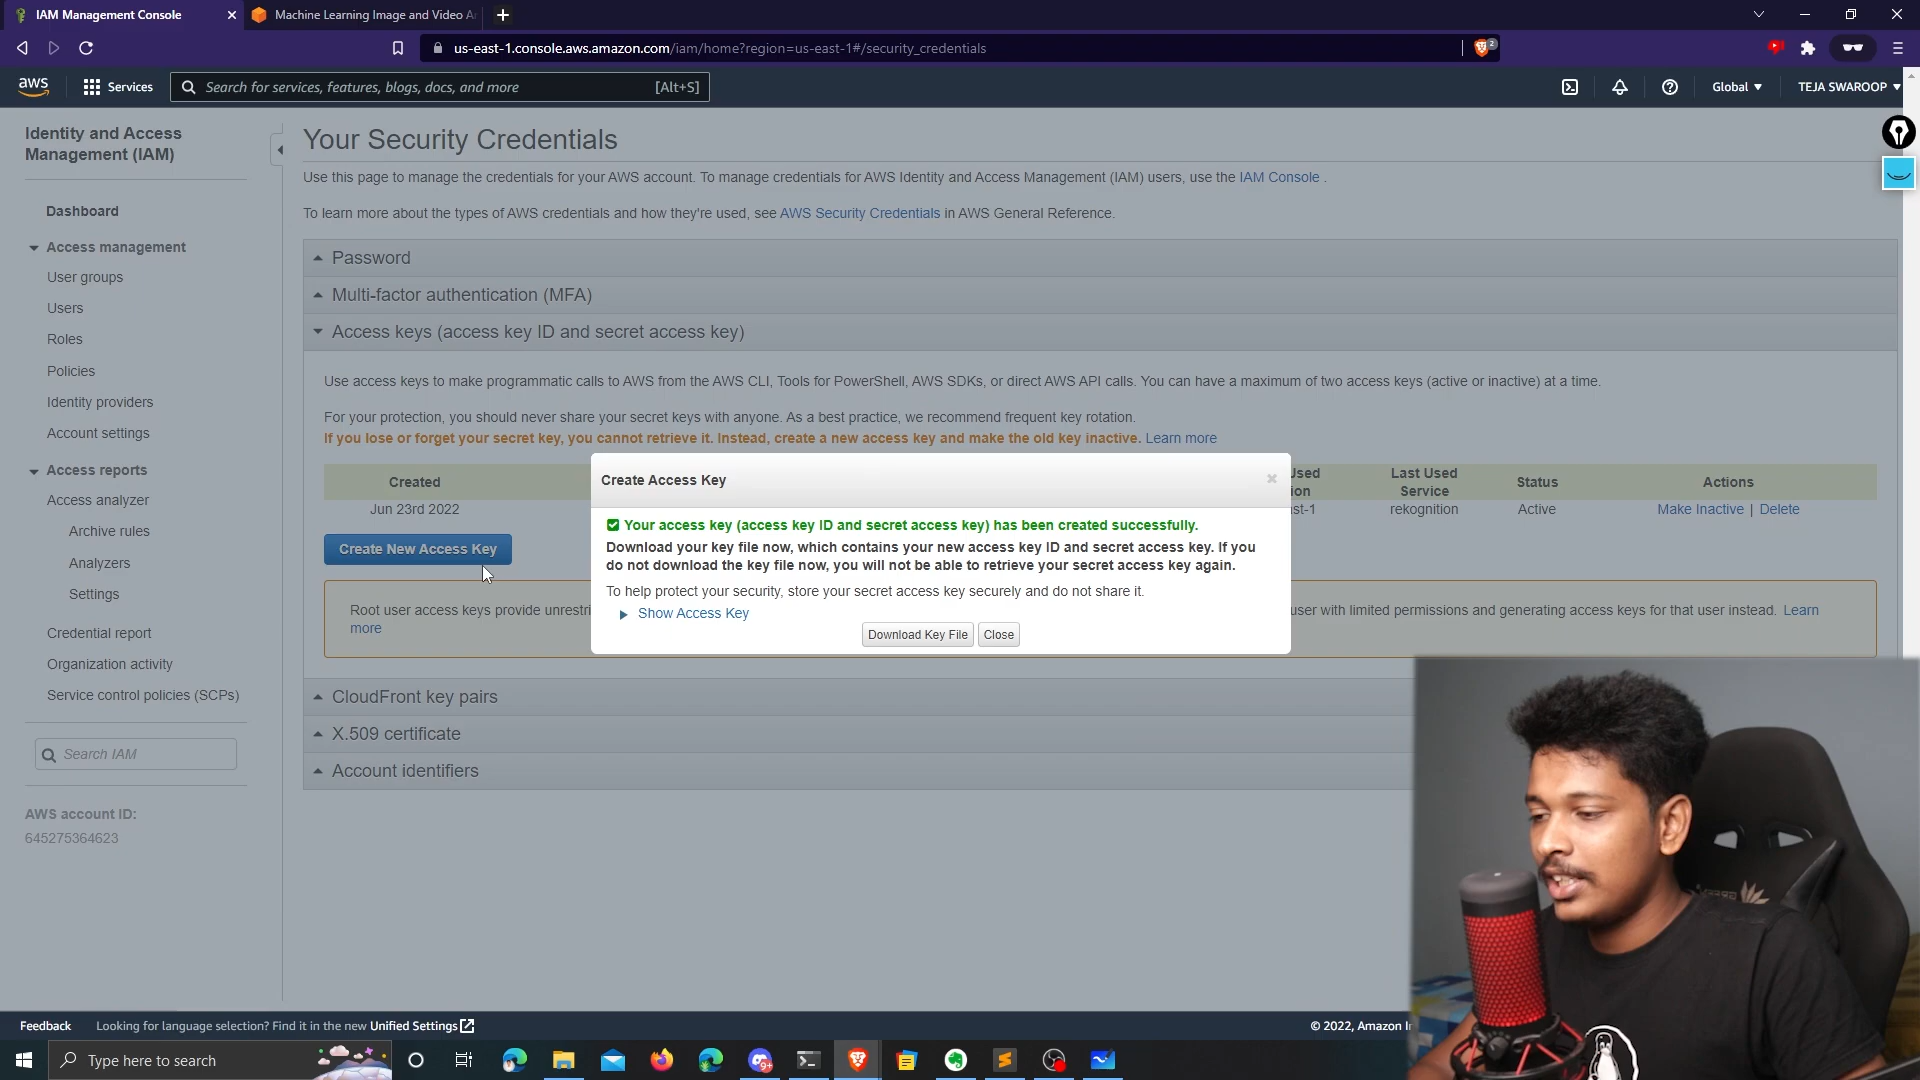 IAM Management Console
Machine Learning Image and Video A
us-east-1.console.aws.amazon.com/iam/home?region=us-east-1#/security_credentials
2
aws
Services
Search for services, features, blogs, docs, and more
[Alt+S]
Global
TEJA SWAROOP
Identity and Access
Management (IAM)
Dashboard
Access management
User groups
Users
Roles
Policies
Identity providers
Account settings
Access reports
Access analyzer
Archive rules
Analyzers
Settings
Credential report
Organization activity
Service control policies (SCPs)
Search IAM
AWS account ID:
645275364623
Your Security Credentials
Use this page to manage the credentials for your AWS account. To manage credentials for AWS Identity and Access Management (IAM) users, use the IAM Console .
To learn more about the types of AWS credentials and how they're used, see AWS Security Credentials in AWS General Reference.
Password
Multi-factor authentication (MFA)
Access keys (access key ID and secret access key)
Use access keys to make programmatic calls to AWS from the AWS CLI, Tools for PowerShell, AWS SDKs, or direct AWS API calls. You can have a maximum of two access keys (active or inactive) at a time.
For your protection, you should never share your secret keys with anyone. As a best practice, we recommend frequent key rotation.
If you lose or forget your secret key, you cannot retrieve it. Instead, create a new access key and make the old key inactive. Learn more
Created
Used
ion
Last Used
Service
Status
Actions
Jun 23rd 2022
st-1
rekognition
Active
Make Inactive | Delete
Create New Access Key
Create Access Key
Your access key (access key ID and secret access key) has been created successfully.
Download your key file now, which contains your new access key ID and secret access key. If you
do not download the key file now, you will not be able to retrieve your secret access key again.
To help protect your security, store your secret access key securely and do not share it.
Show Access Key
Download Key File
Close
Root user access keys provide unrestri
user with limited permissions and generating access keys for that user instead. Learn
more
CloudFront key pairs
X.509 certificate
Account identifiers
Feedback
Looking for language selection? Find it in the new Unified Settings
© 2022, Amazon I
Type here to search
9+